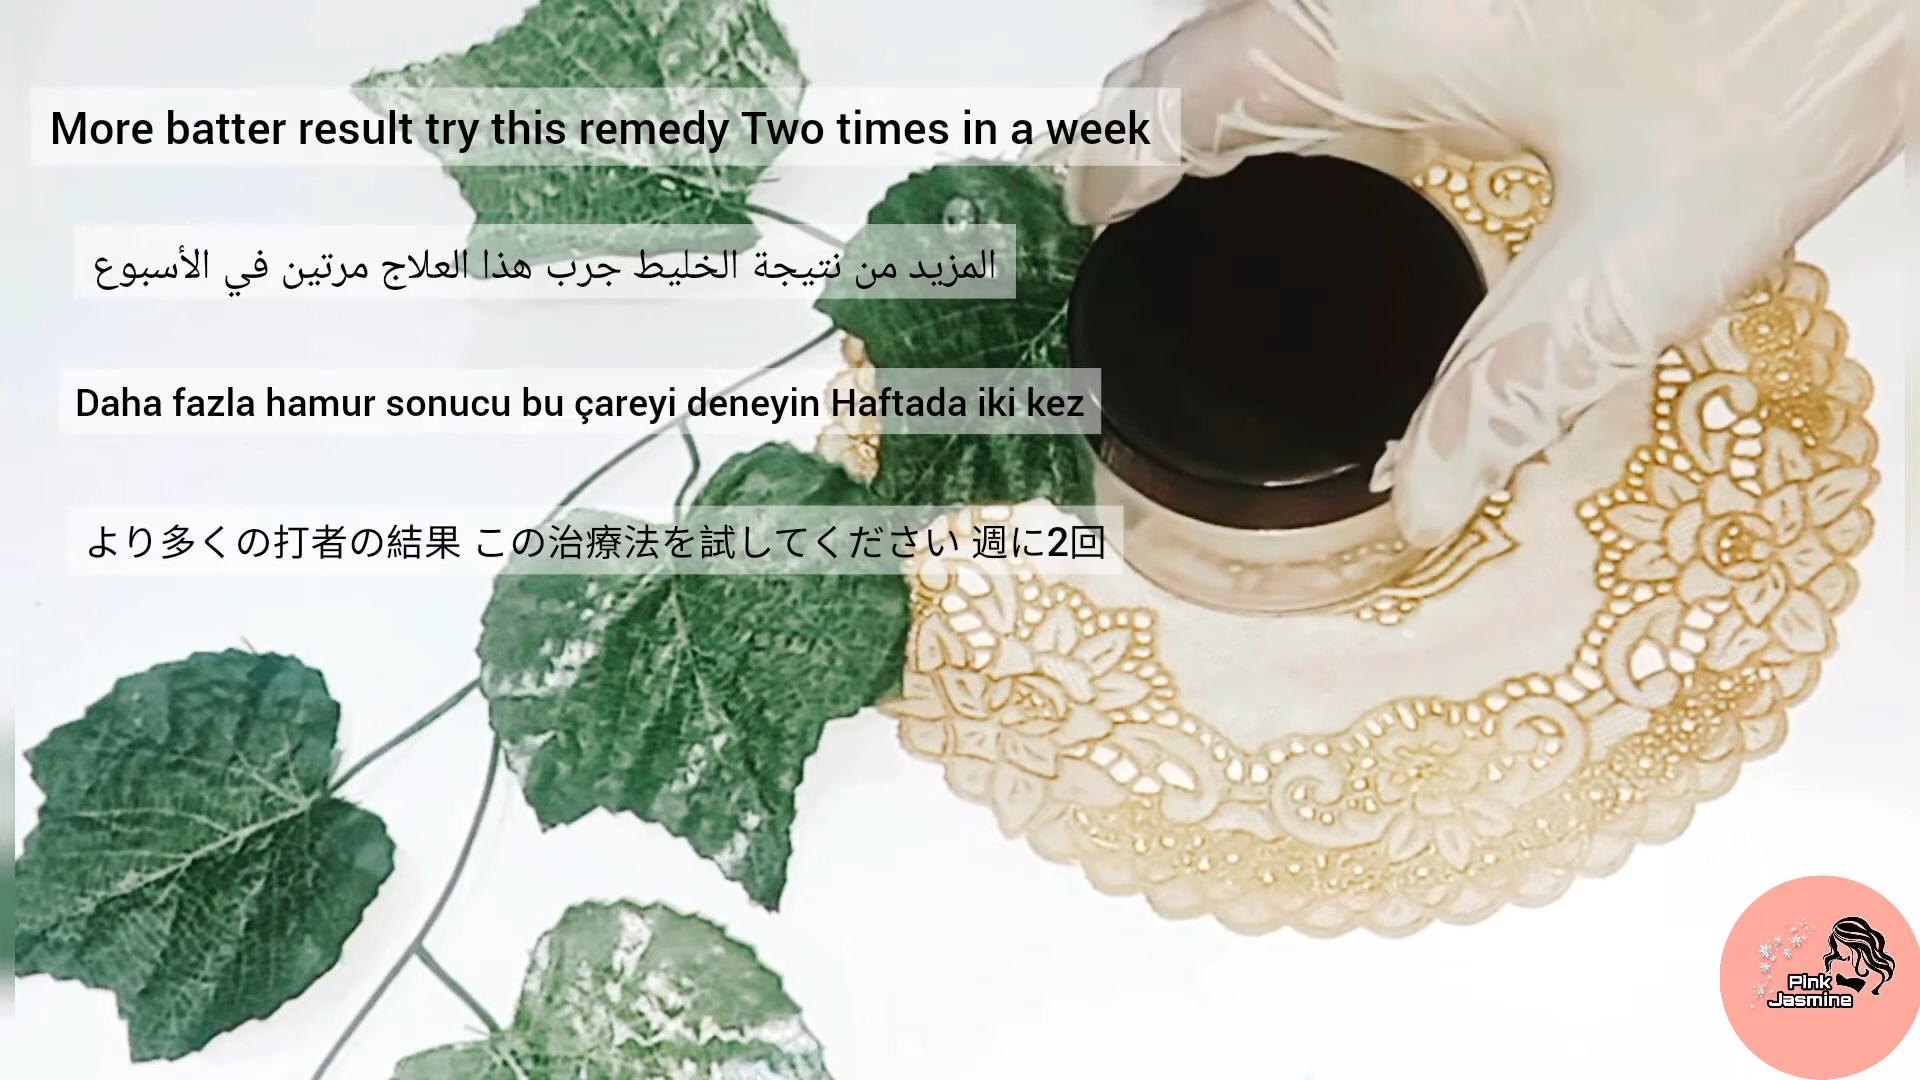 More batter result try this remedy Two times in a week
المزيد من نتيجة الخليط جرب هذا العلاج مرتين في الأسبوع
Daha fazla hamur sonucu bu çareyi deneyin Haftada iki kez
より多くの打者の結果 この治療法を試してください 週に2回
Pink
Jasmine